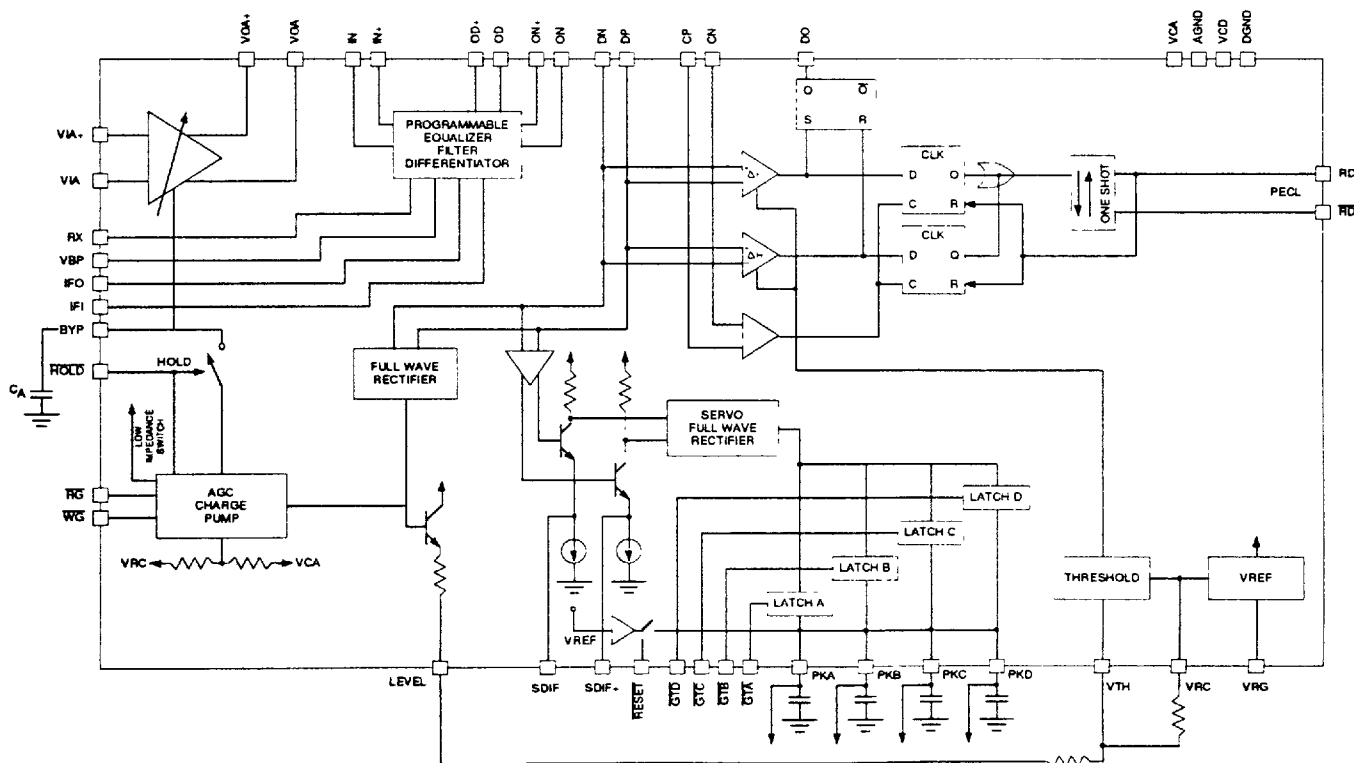 VOA+
VOA
IN
IN+
OD+
OD
ON+
ON
DN
DP
CP
CN
DO
VCA
AGND
VCD
DGND
O
O
S
R
VIA+
VIA
PROGRAMMABLE
EQUALIZER
FILTER
DIFFERENTIATOR
CLK
D
O
C
R
CLK
D
O
C
R
ONE SHOT
PECL
RD
RD
RX
VBP
IFO
IFI
BYP
HOLD
HOLD
CA
FULL WAVE
RECTIFIER
LOW
IMPEDANCE
SWITCH
SERVO
FULL WAVE
RECTIFIER
RG
WG
AGC
CHARGE
PUMP
VRC
VCA
LATCH D
LATCH C
LATCH B
LATCH A
THRESHOLD
VREF
VREF
LEVEL
SDIF
SDIF+
RESET
GTD
GTC
GTB
GTA
PKA
PKB
PKC
PKD
VTH
VRC
VRG